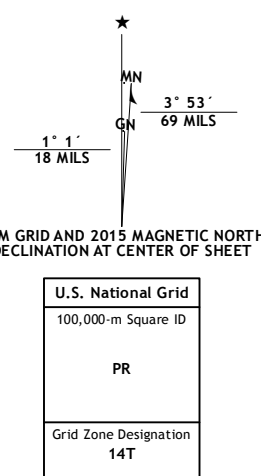 ★
MN
3° 53´
69 MILS
GN
1° 1´
18 MILS
M GRID AND 2015 MAGNETIC NORTH
DECLINATION AT CENTER OF SHEET
U.S. National Grid
100,000-m Square ID
PR
Grid Zone Designation
14T